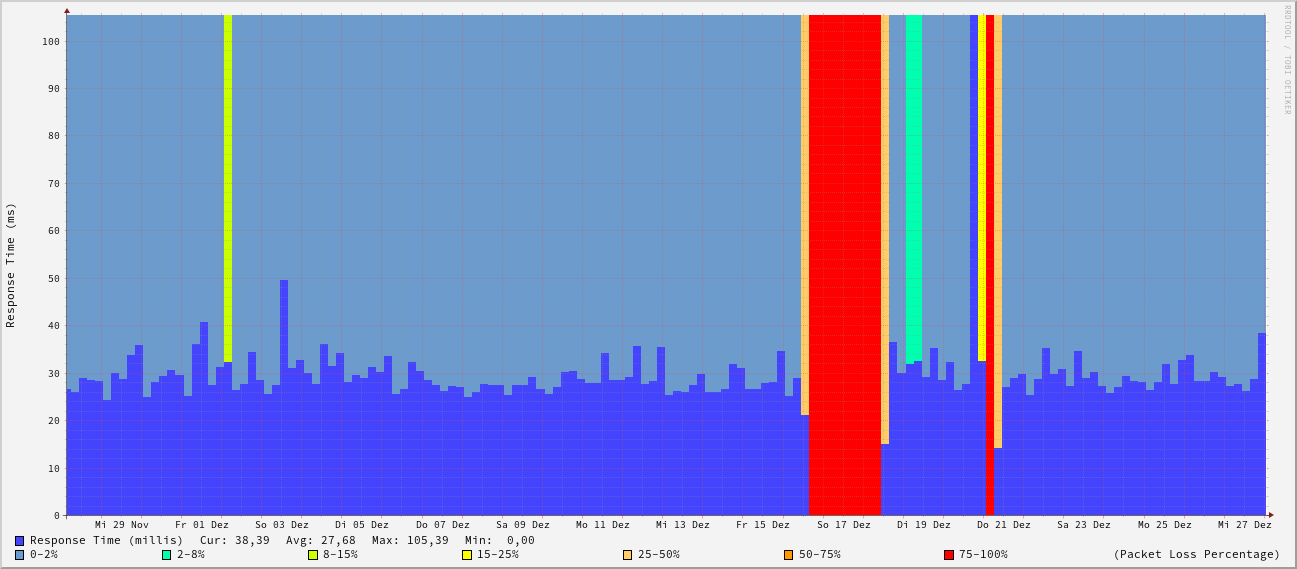 RRDTOOL / TOBI OETIKER
Response Time (ms)
100
90
80
70
60
50
40
30
20
10
0
Mi 29 Nov Fr 01 Dez So 03 Dez Di 05 Dez Do 07 Dez Sa 09 Dez Mo 11 Dez Mi 13 Dez Fr 15 Dez So 17 Dez Di 19 Dez Do 21 Dez Sa 23 Dez Mo 25 Dez Mi 27 Dez
Response Time (millis) Cur: 38,39 Avg: 27,68 Max: 105,39 Min: 0,00
0-2% 2-8% 8-15% 15-25% 25-50% 50-75% 75-100% (Packet Loss Percentage)